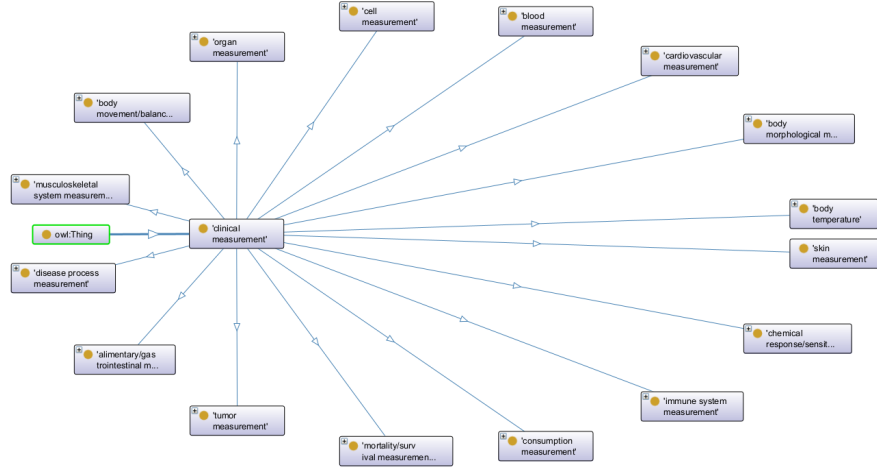 'cell
measurement'
'blood
measurement'
'organ
measurement'
'cardiovascular
measurement'
'body
movement/balanc...
'body
morphological m...
'musculoskeletal
system measurem...
'body
temperature'
owl:Thing
'clinical
measurement'
'skin
measurement'
'disease process
measurement'
'chemical
response/sensit...
'alimentary/gas
trointestinal m...
'immune system
measurement'
'tumor
measurement'
'mortality/surv
ival measuremen...
'consumption
measurement'